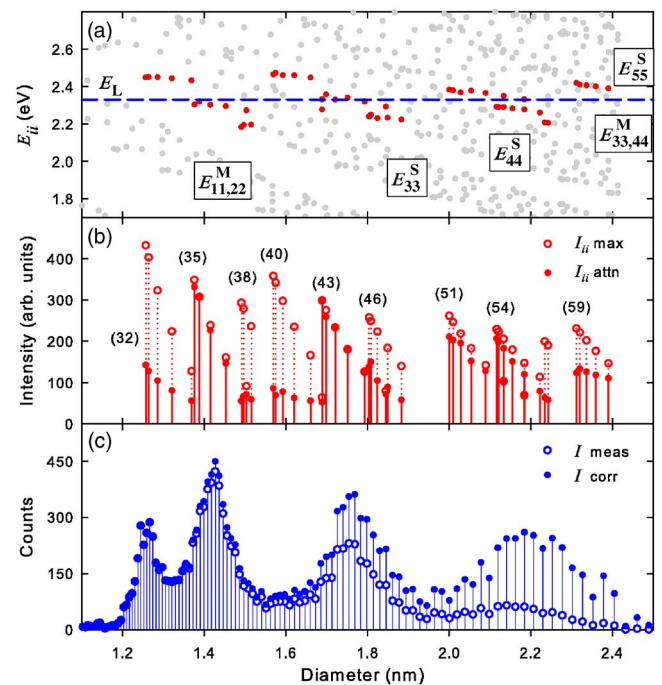 (a)
2.8
2.6
2.4
2.2
2.0
1.8
E_ii (eV)
E_L
E^S_55
E^M_11,22
E^S_33
E^S_44
E^M_33,44
(b)
400
300
200
100
0
Intensity (arb. units)
(32)
(35)
(38)
(40)
(43)
(46)
(51)
(54)
(59)
I_ii max
I_ii attn
(c)
450
300
150
0
Counts
I meas
I corr
1.2 1.4 1.6 1.8 2.0 2.2 2.4
Diameter (nm)